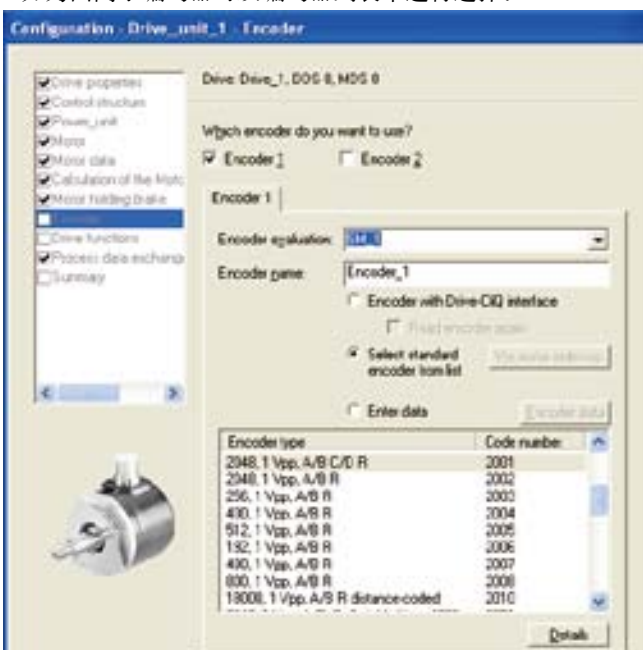 Configuration - Drive_unit_1 - Encoder
Drive properties
Control structure
Power_unit
Motor
Motor data
Calculation of the Moto
Motor holding brake
Drive functions
Process data exchange
Summary
Drive: Drive_1, DDS 0, MDS 0
Which encoder do you want to use?
Encoder 1
Encoder 2
Encoder 1
Encoder evaluation:
Encoder name:
Encoder_1
Encoder with Drive-CliQ interface
Read encoder again
Select standard
encoder from list
Enter data
Encoder data
Encoder type
Code number
2048, 1 Vpp, A/B C/D R
2001
2048, 1 Vpp, A/B R
2002
256, 1 Vpp, A/B R
2003
400, 1 Vpp, A/B R
2004
512, 1 Vpp, A/B R
2005
192, 1 Vpp, A/B R
2006
480, 1 Vpp, A/B R
2007
800, 1 Vpp, A/B R
2008
18000, 1 Vpp, A/B R distance-coded
2010
Details